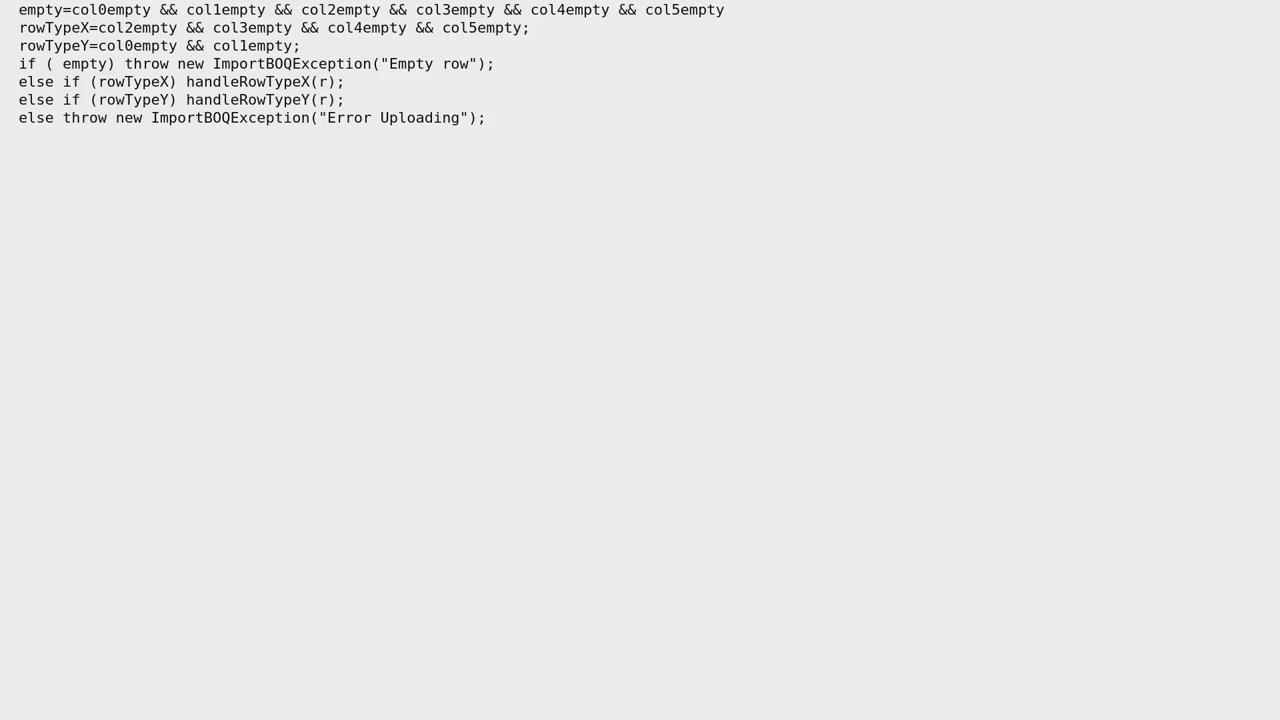 empty=col0empty && col1empty && col2empty && col3empty && col4empty && col5empty
rowTypeX=col2empty && col3empty && col4empty && col5empty;
rowTypeY=col0empty && col1empty;
if ( empty) throw new ImportBOQException("Empty row");
else if (rowTypeX) handleRowTypeX(r);
else if (rowTypeY) handleRowTypeY(r);
else throw new ImportBOQException("Error Uploading");